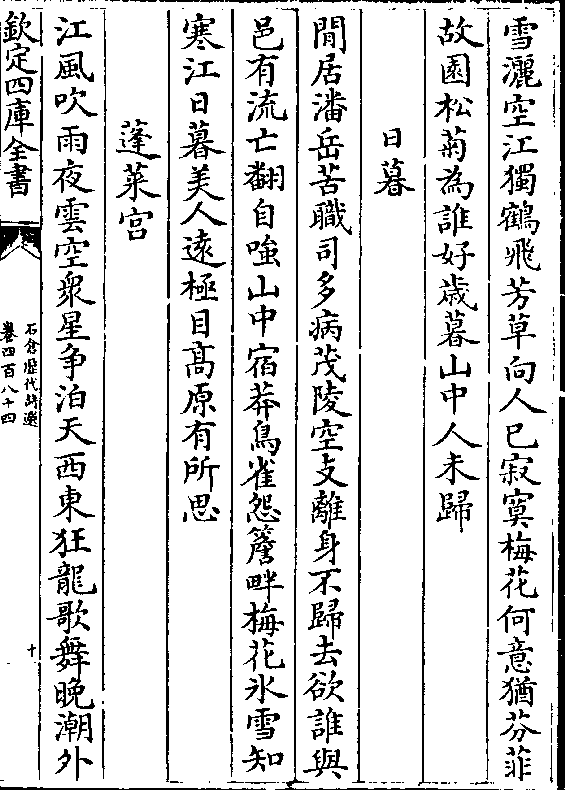 雪灑空江獨鶴飛芳草向人已寂寞梅花何意猶芬菲
故園松菊為誰好歳暮山中人未歸
日暮
閒居潘岳苦職司多病茂陵空支離身不歸去欲誰與
邑有流亡翻自嗤山中宿莽鳥雀怨簷畔梅花氷雪知
寒江日暮美人遠極目髙原有所思
蓬萊宫
江風吹雨夜雲空衆星爭泊天西東狂龍歌舞晩潮外
欽定四庫全書
石倉歴代詩選
卷四百八十四
十